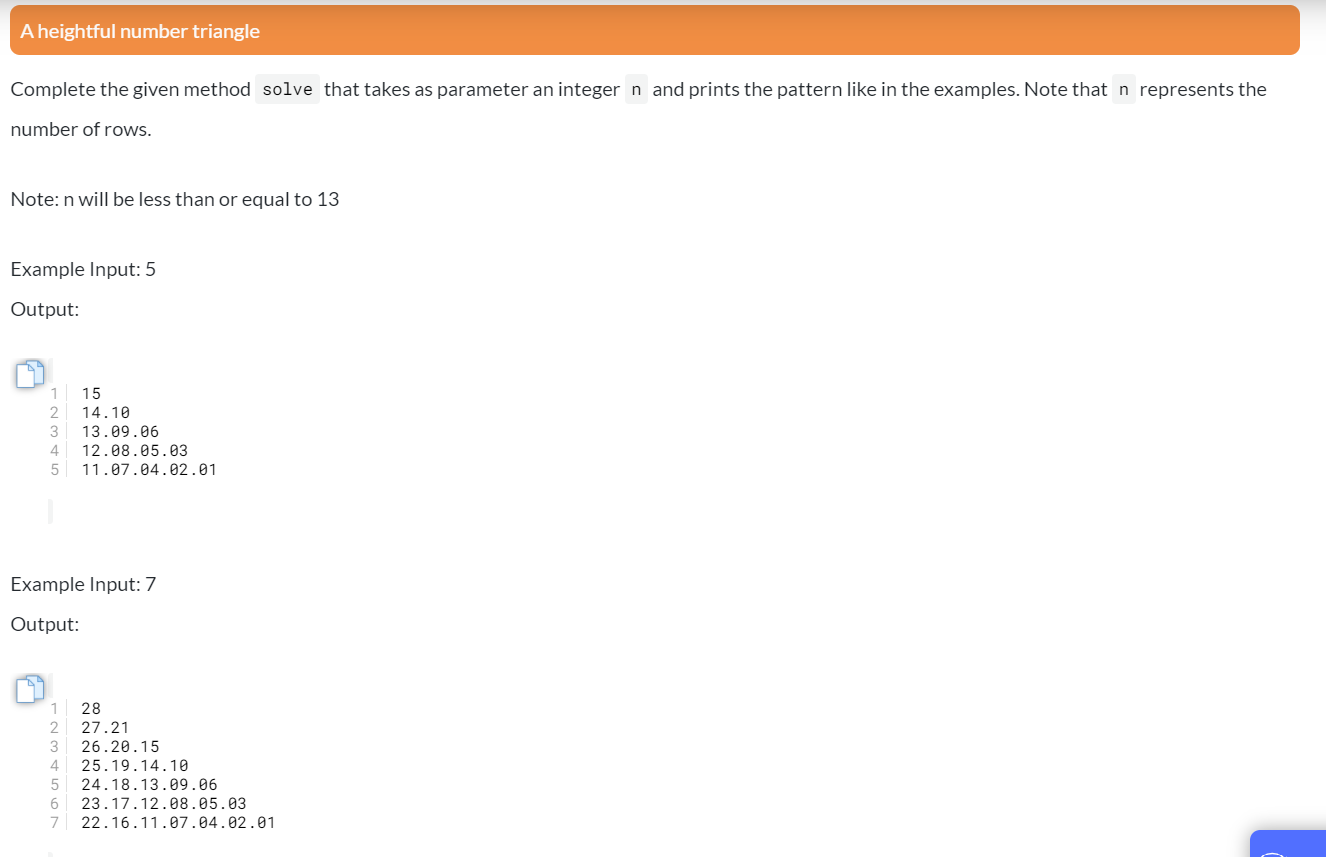 A heightful number triangle
Complete the given method solve that takes as parameter an integer n and prints the pattern like in the examples. Note that n represents the
number of rows.
Note: n will be less than or equal to 13
Example Input: 5
Output:
1 15
2 14.10
3 13.09.06
4 12.08.05.03
5 11.07.04.02.01
Example Input: 7
Output:
1 28
2 27.21
3 26.20.15
4 25.19.14.10
5 24.18.13.09.06
6 23.17.12.08.05.03
7 22.16.11.07.04.02.01